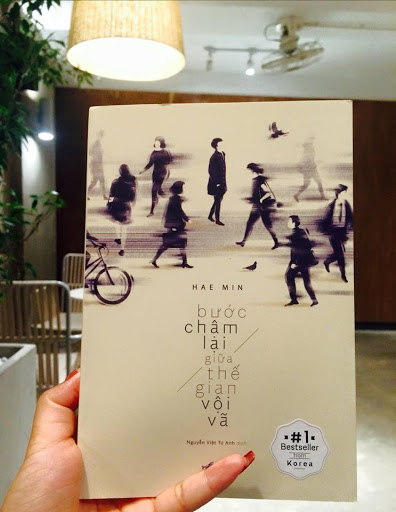 HAE MIN
bước
chậm
lại
giữa
thế
gian
vội
vã
Nguyễn Việt Tú Anh dịch
#1
Bestseller
from
Korea